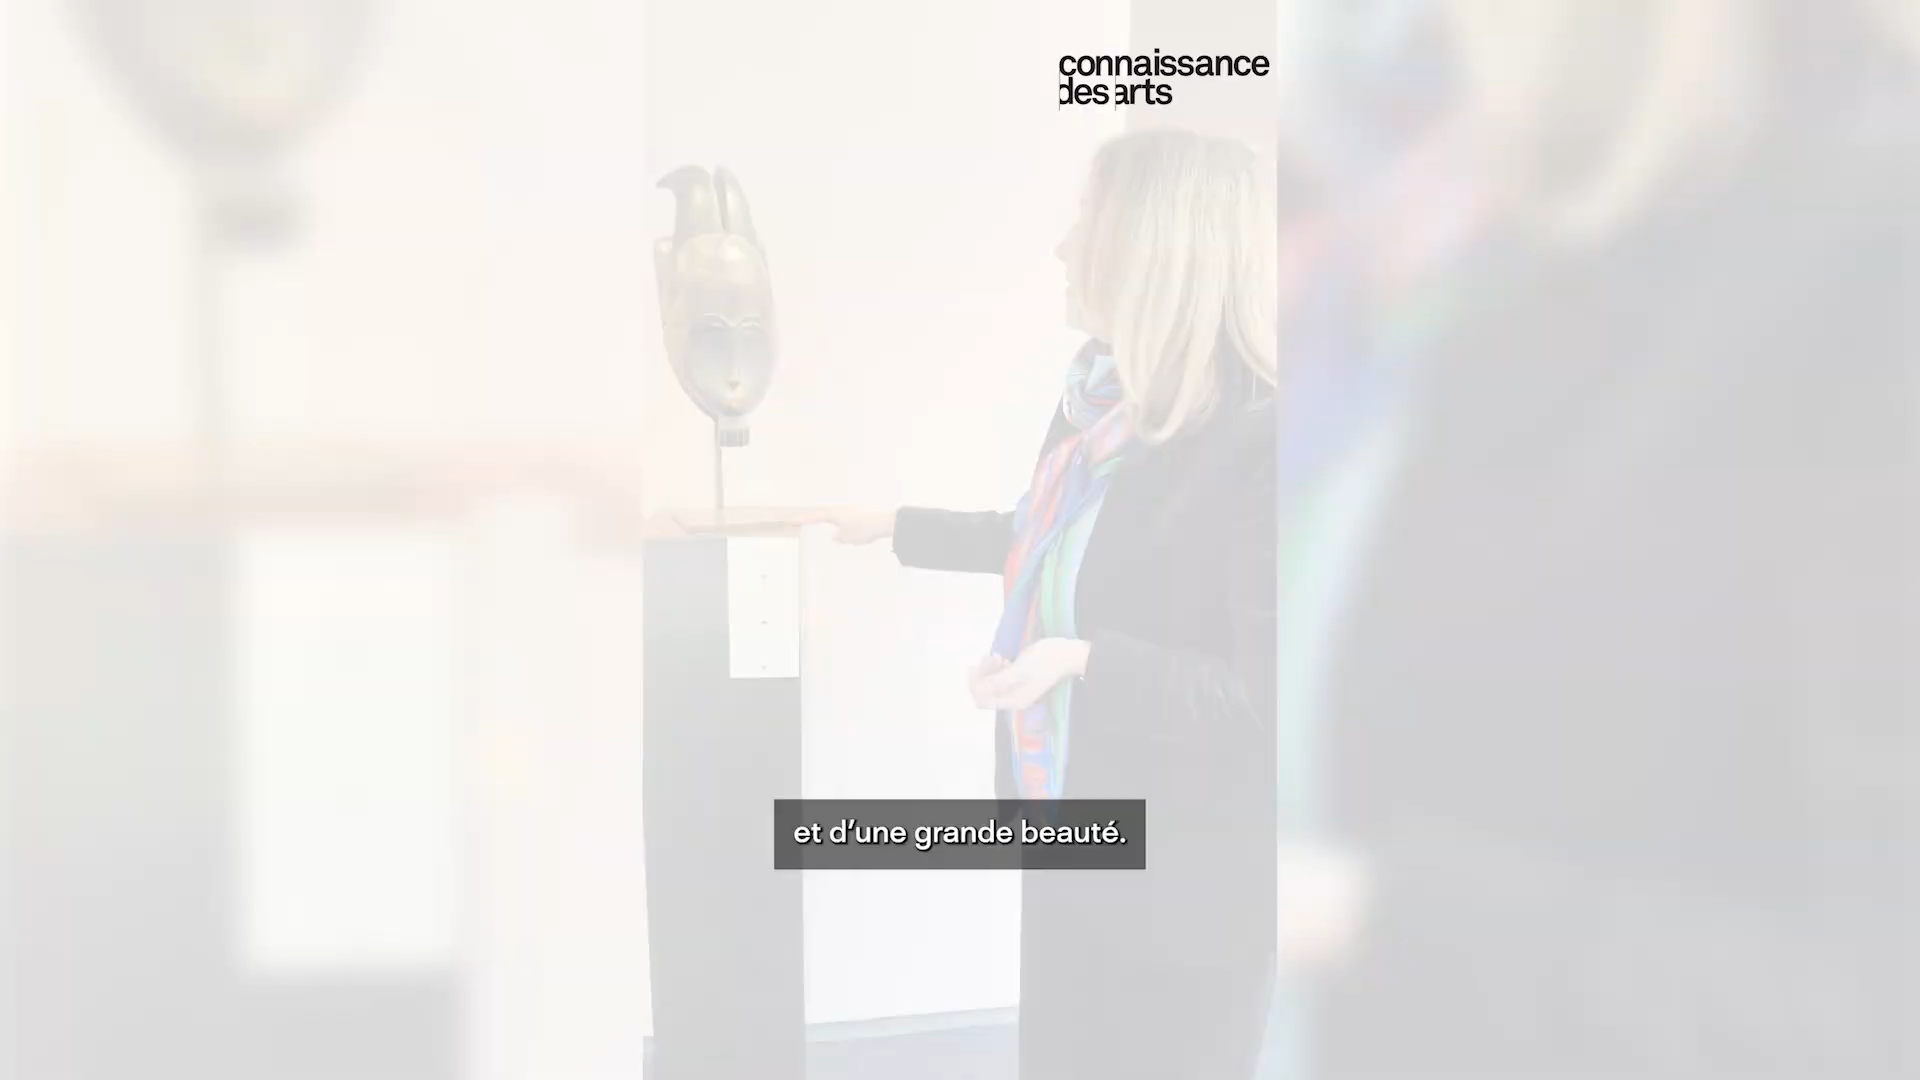 connaissance
des arts
et d’une grande beauté.